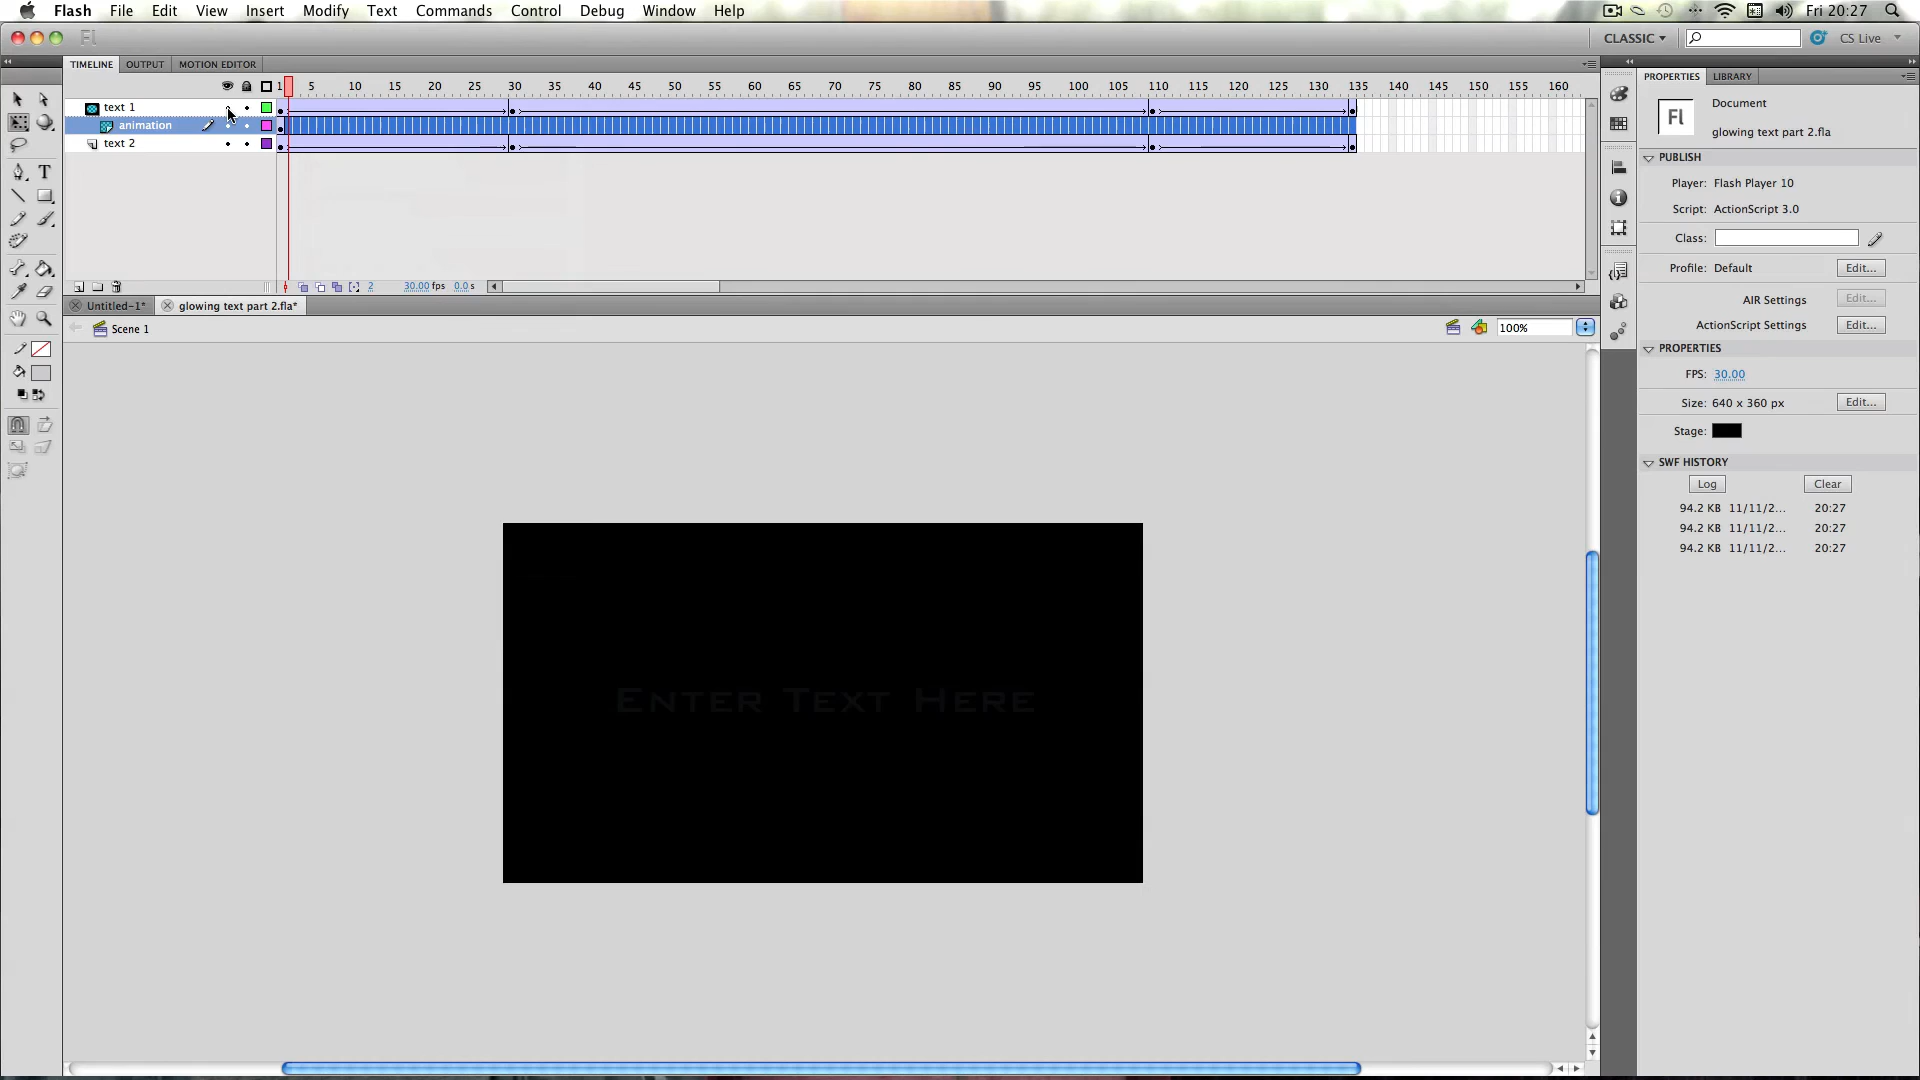 Flash File Edit View Insert Modify Text Commands Control Debug Window Help Fri 20:27
Fl CLASSIC CS Live
TIMELINE OUTPUT MOTION EDITOR
1 5 10 15 20 25 30 35 40 45 50 55 60 65 70 75 80 85 90 95 100 105 110 115 120 125 130 135 140 145 150 155 160
text 1
animation
text 2
2 30.00 fps 0.0 s
Untitled-1* glowing text part 2.fla*
Scene 1 100%
Enter Text Here
PROPERTIES LIBRARY
Fl Document
glowing text part 2.fla
PUBLISH
Player: Flash Player 10
Script: ActionScript 3.0
Class:
Profile: Default Edit...
AIR Settings Edit...
ActionScript Settings Edit...
PROPERTIES
FPS: 30.00
Size: 640 x 360 px Edit...
Stage:
SWF HISTORY
Log Clear
94.2 KB 11/11/2... 20:27
94.2 KB 11/11/2... 20:27
94.2 KB 11/11/2... 20:27